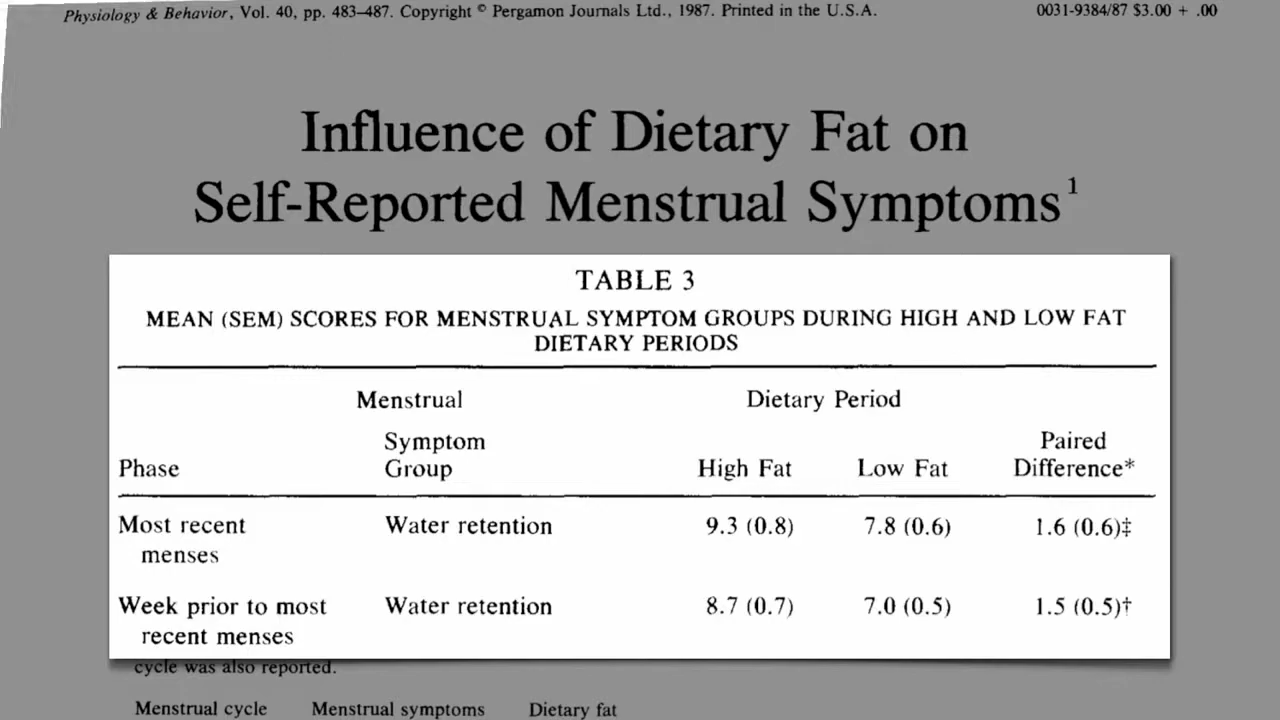 Physiology & Behavior, Vol. 40, pp. 483–487. Copyright © Pergamon Journals Ltd., 1987. Printed in the U.S.A. 0031-9384/87 $3.00 + .00
Influence of Dietary Fat on
Self-Reported Menstrual Symptoms¹
TABLE 3
MEAN (SEM) SCORES FOR MENSTRUAL SYMPTOM GROUPS DURING HIGH AND LOW FAT
DIETARY PERIODS
Menstrual Dietary Period
Symptom Paired
Phase Group High Fat Low Fat Difference*
Most recent Water retention 9.3 (0.8) 7.8 (0.6) 1.6 (0.6)‡
menses
Week prior to most Water retention 8.7 (0.7) 7.0 (0.5) 1.5 (0.5)†
recent menses
cycle was also reported.
Menstrual cycle Menstrual symptoms Dietary fat